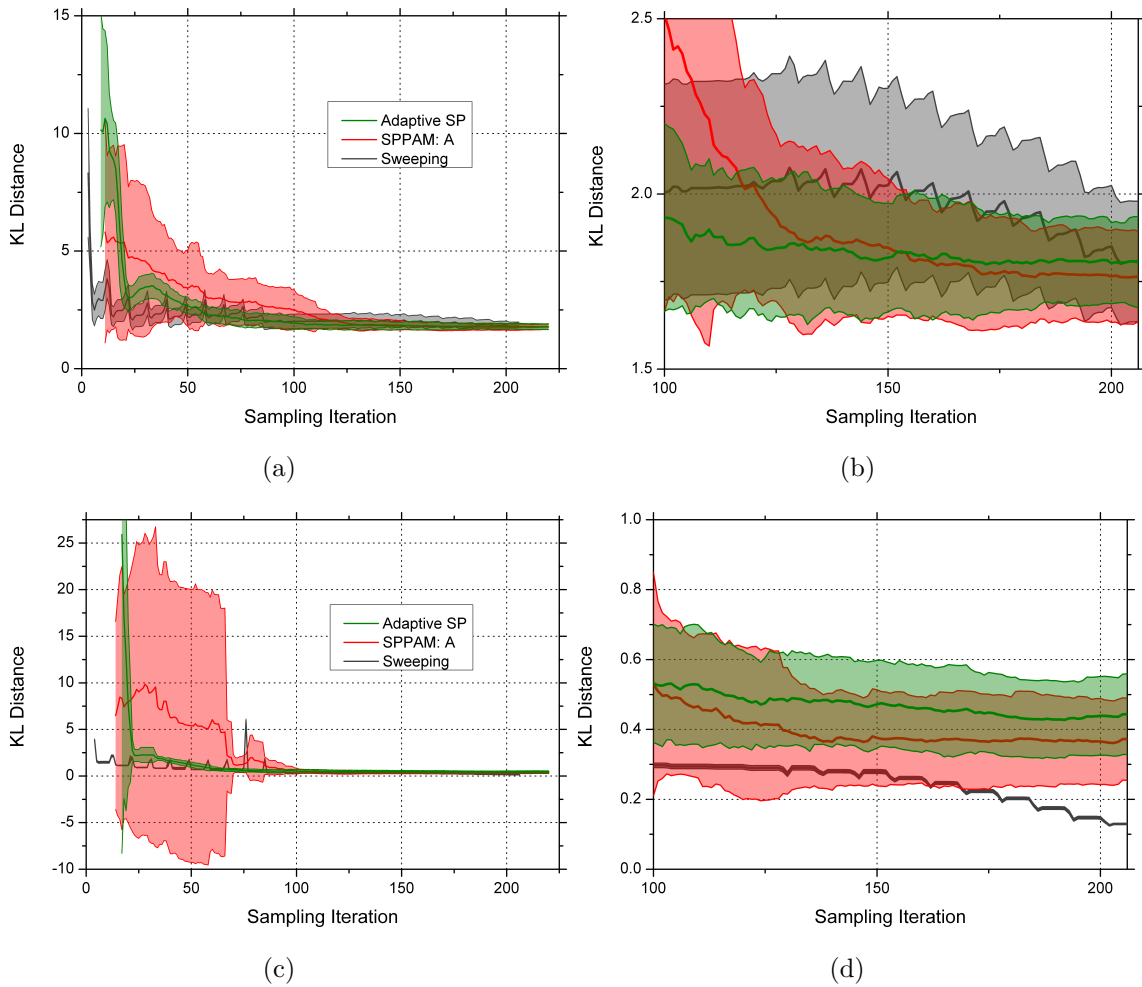 15
10
5
0
KL Distance
0
50
100
150
200
Sampling Iteration
Adaptive SP
SPPAM: A
Sweeping
(a)
2.5
2.0
1.5
KL Distance
100
150
200
Sampling Iteration
(b)
25
20
15
10
5
0
-5
-10
KL Distance
0
50
100
150
200
Sampling Iteration
Adaptive SP
SPPAM: A
Sweeping
(c)
1.0
0.8
0.6
0.4
0.2
0.0
KL Distance
100
150
200
Sampling Iteration
(d)